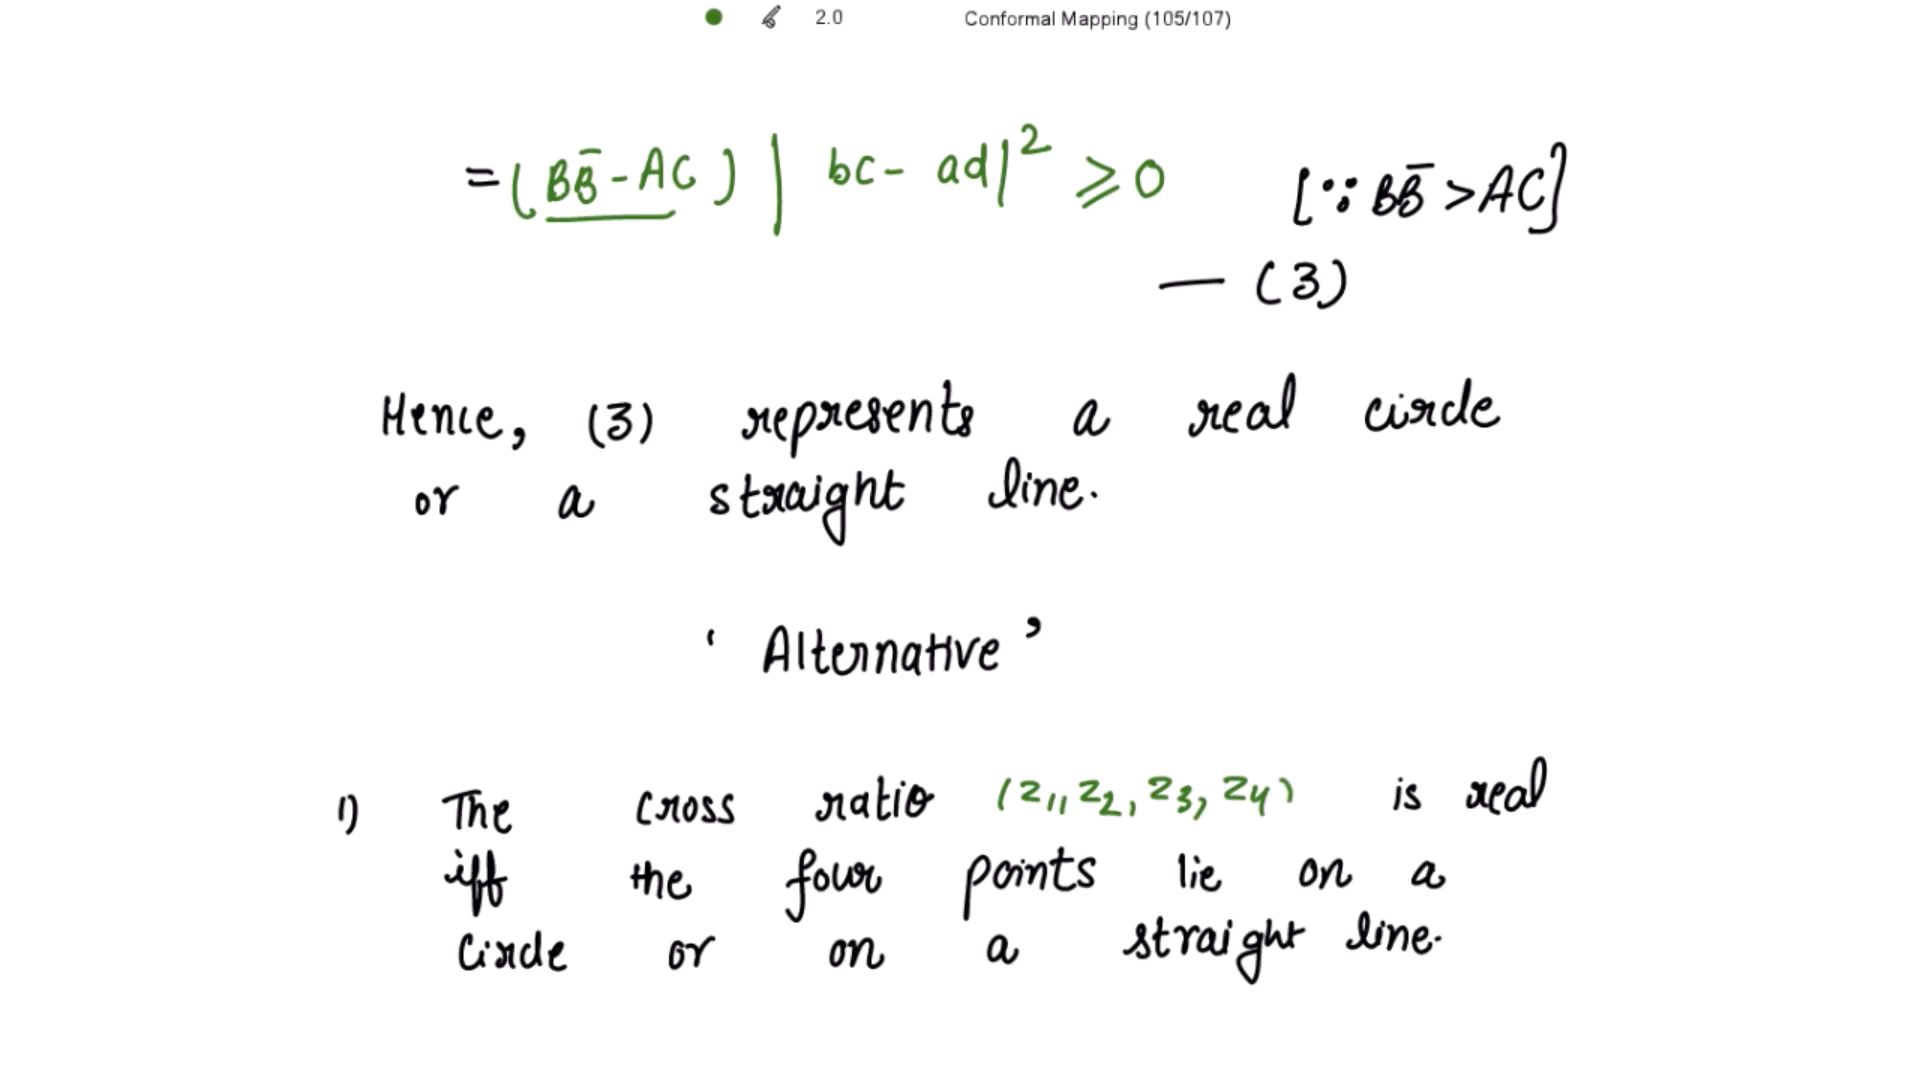 2.0 Conformal Mapping (105/107)
= (BB̄ - AC) | bc - ad|² ⩾ 0 [∵ BB̄ > AC]
— (3)
Hence, (3) represents a real circle
or a straight line.
‘ Alternative ’
1) The cross ratio (z₁, z₂, z₃, z₄) is real
iff the four points lie on a
circle or on a straight line.